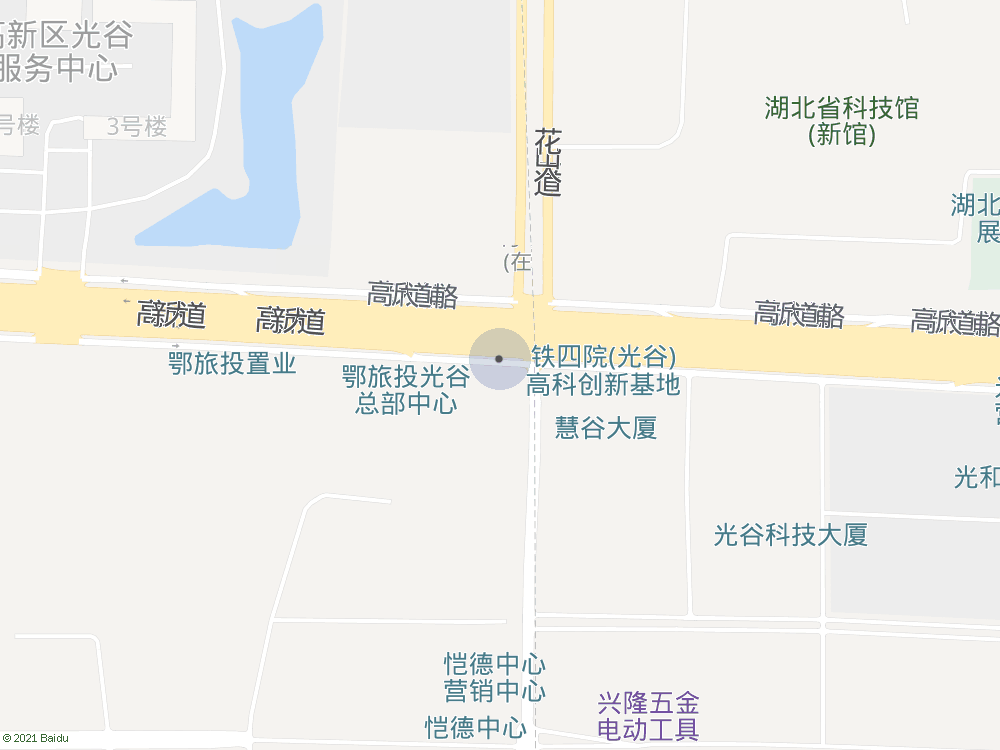 高新区光谷
服务中心
3号楼
号楼
湖北省科技馆
(新馆)
花山大道
湖北
展
(在
高新大道
高新大道
高新大道辅路
高新大道辅路
高新大道辅路
鄂旅投置业
鄂旅投光谷
总部中心
铁四院(光谷)
高科创新基地
慧谷大厦
光和
光谷科技大厦
恺德中心
营销中心
恺德中心
兴隆五金
电动工具
© 2021 Baidu